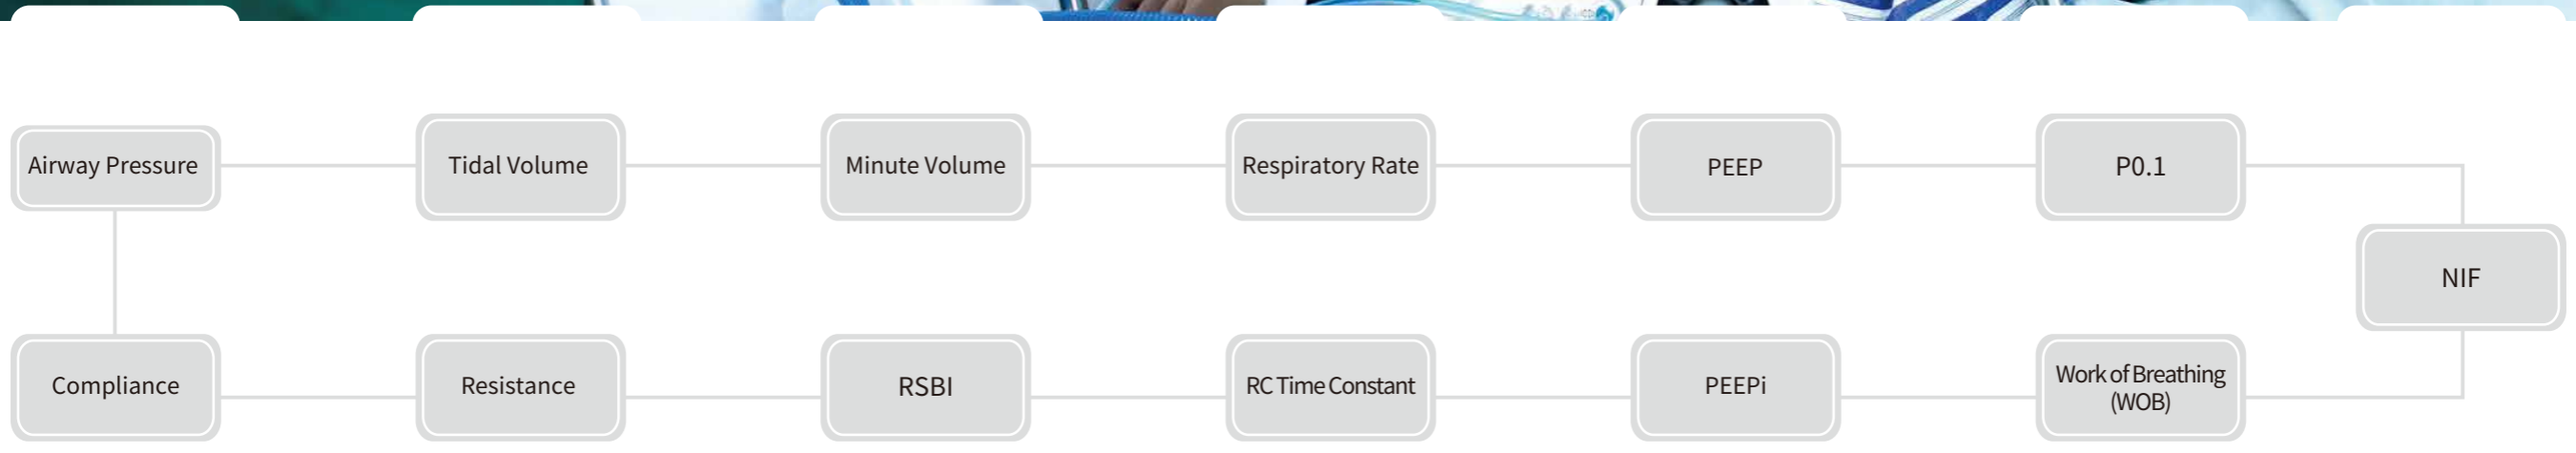 Airway Pressure
Tidal Volume
Minute Volume
Respiratory Rate
PEEP
P0.1
NIF
Compliance
Resistance
RSBI
RC Time Constant
PEEPi
Work of Breathing
(WOB)